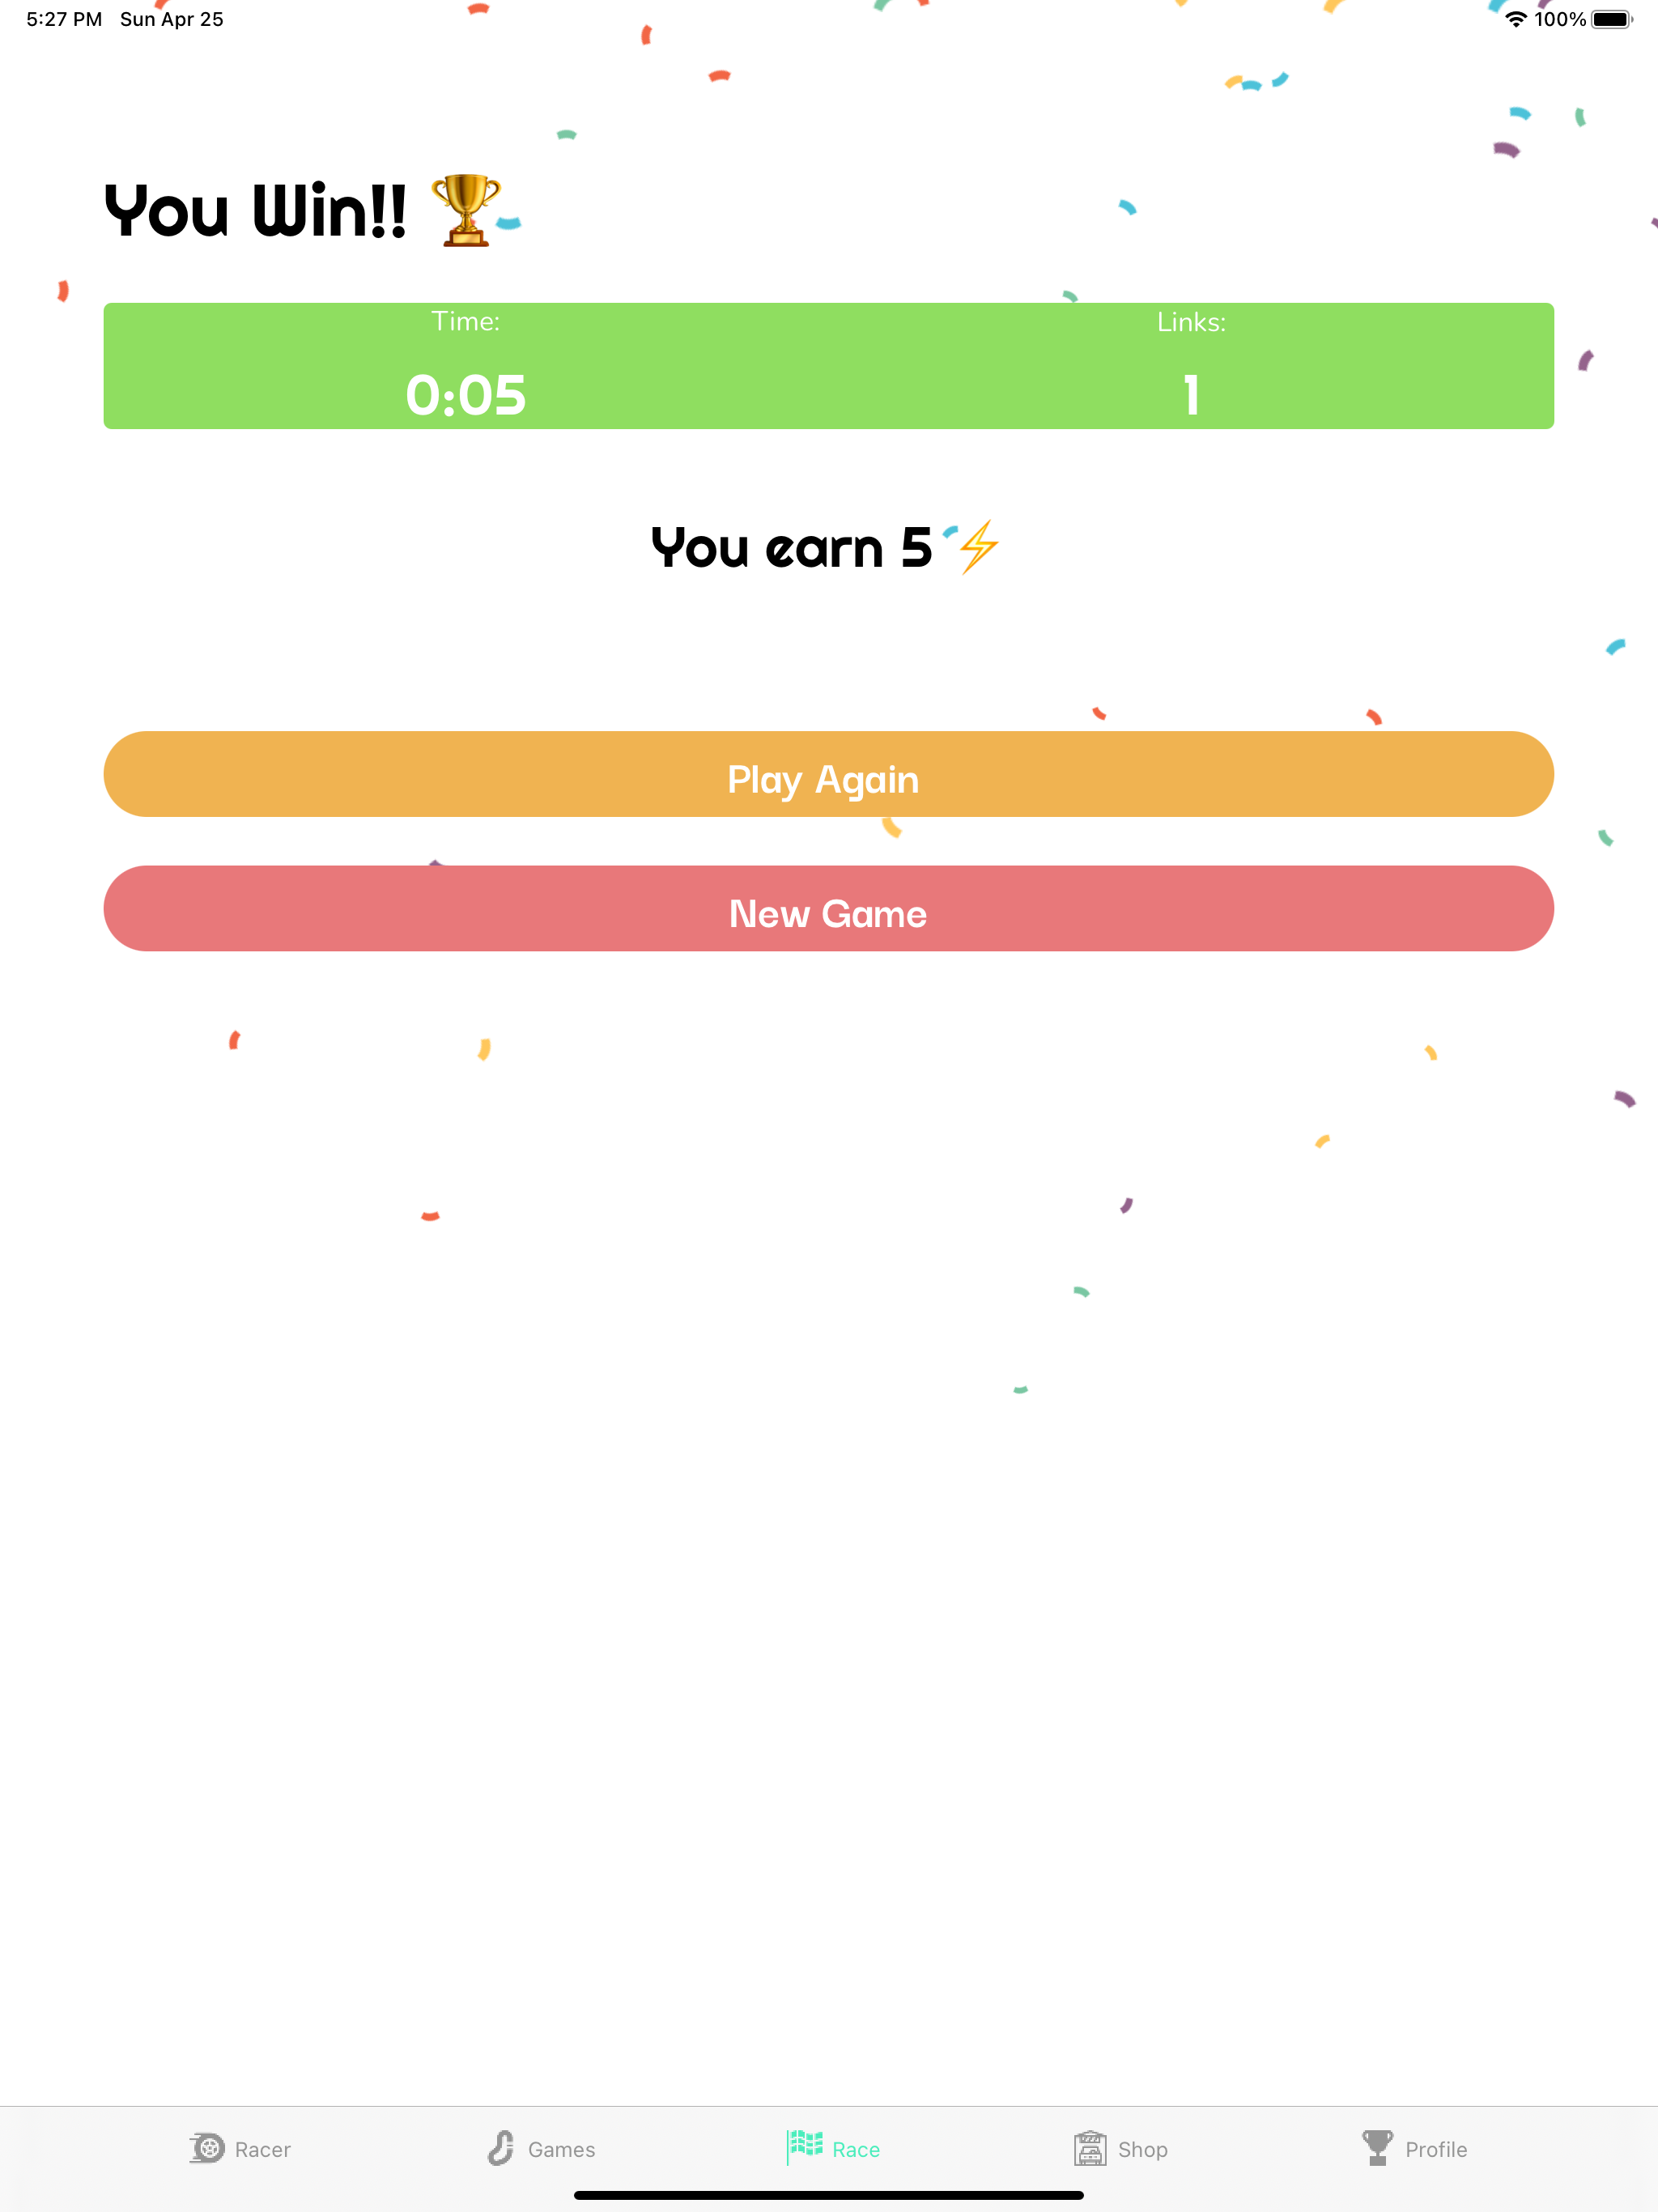 5:27 PM Sun Apr 25 100%
You Win!! 🏆
Time: Links:
0:05 1
You earn 5 ⚡
Play Again
New Game
Racer Games Race Shop Profile